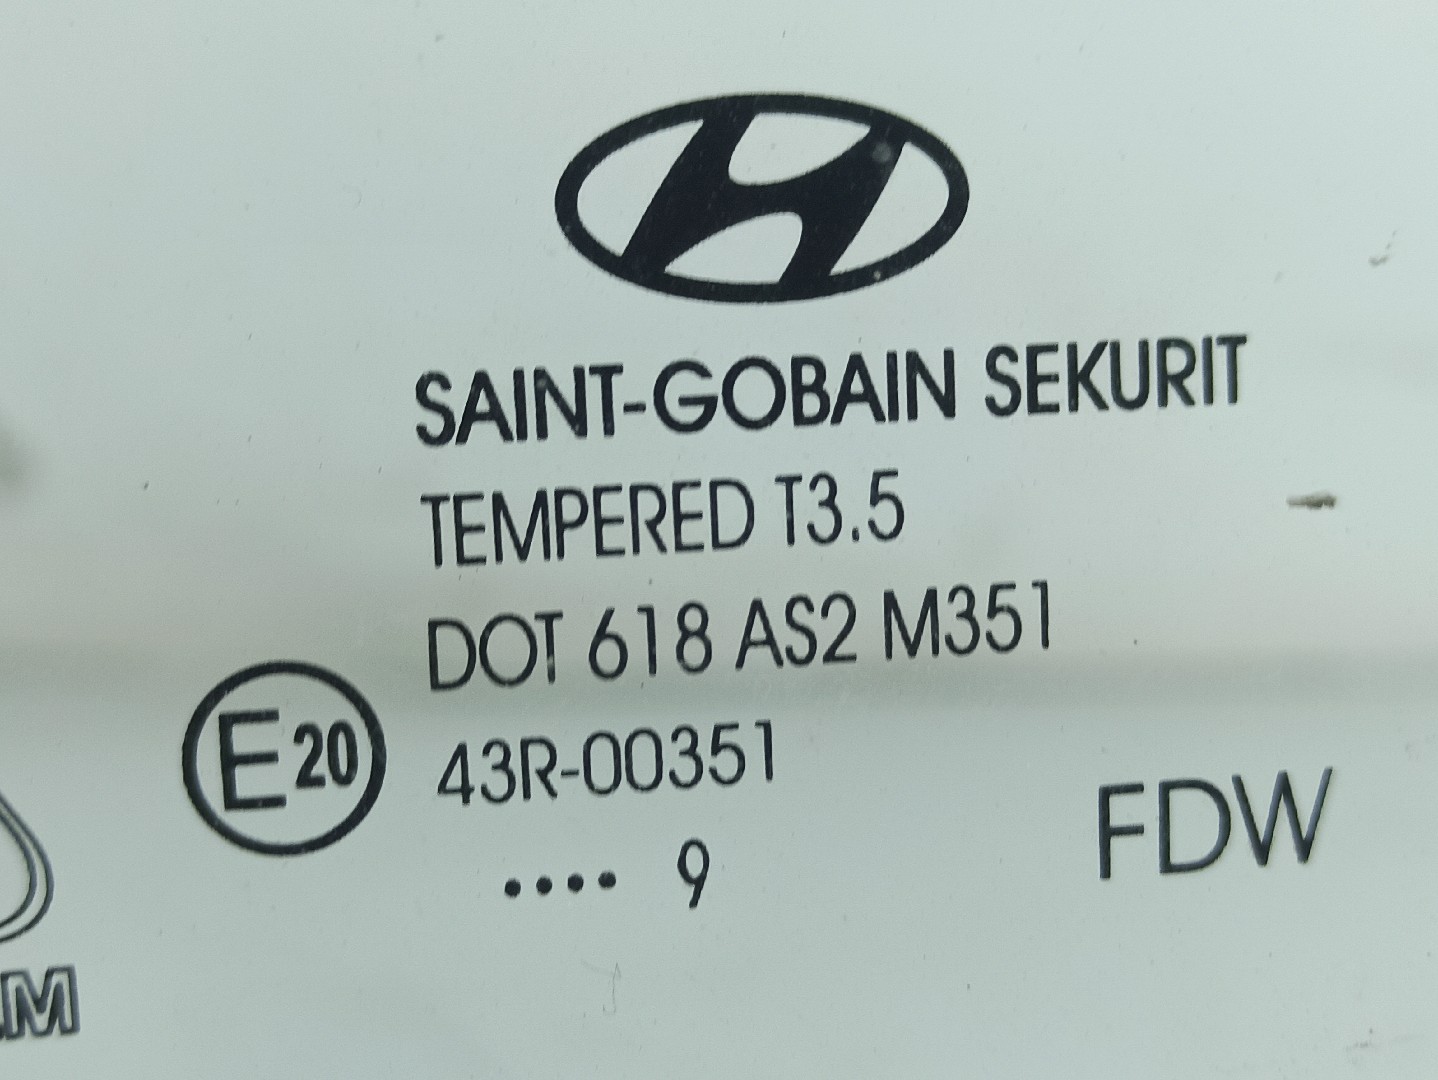 SAINT-GOBAIN SEKURIT
TEMPERED T3.5
DOT 618 AS2 M351
E20 43R-00351
.... 9 FDW